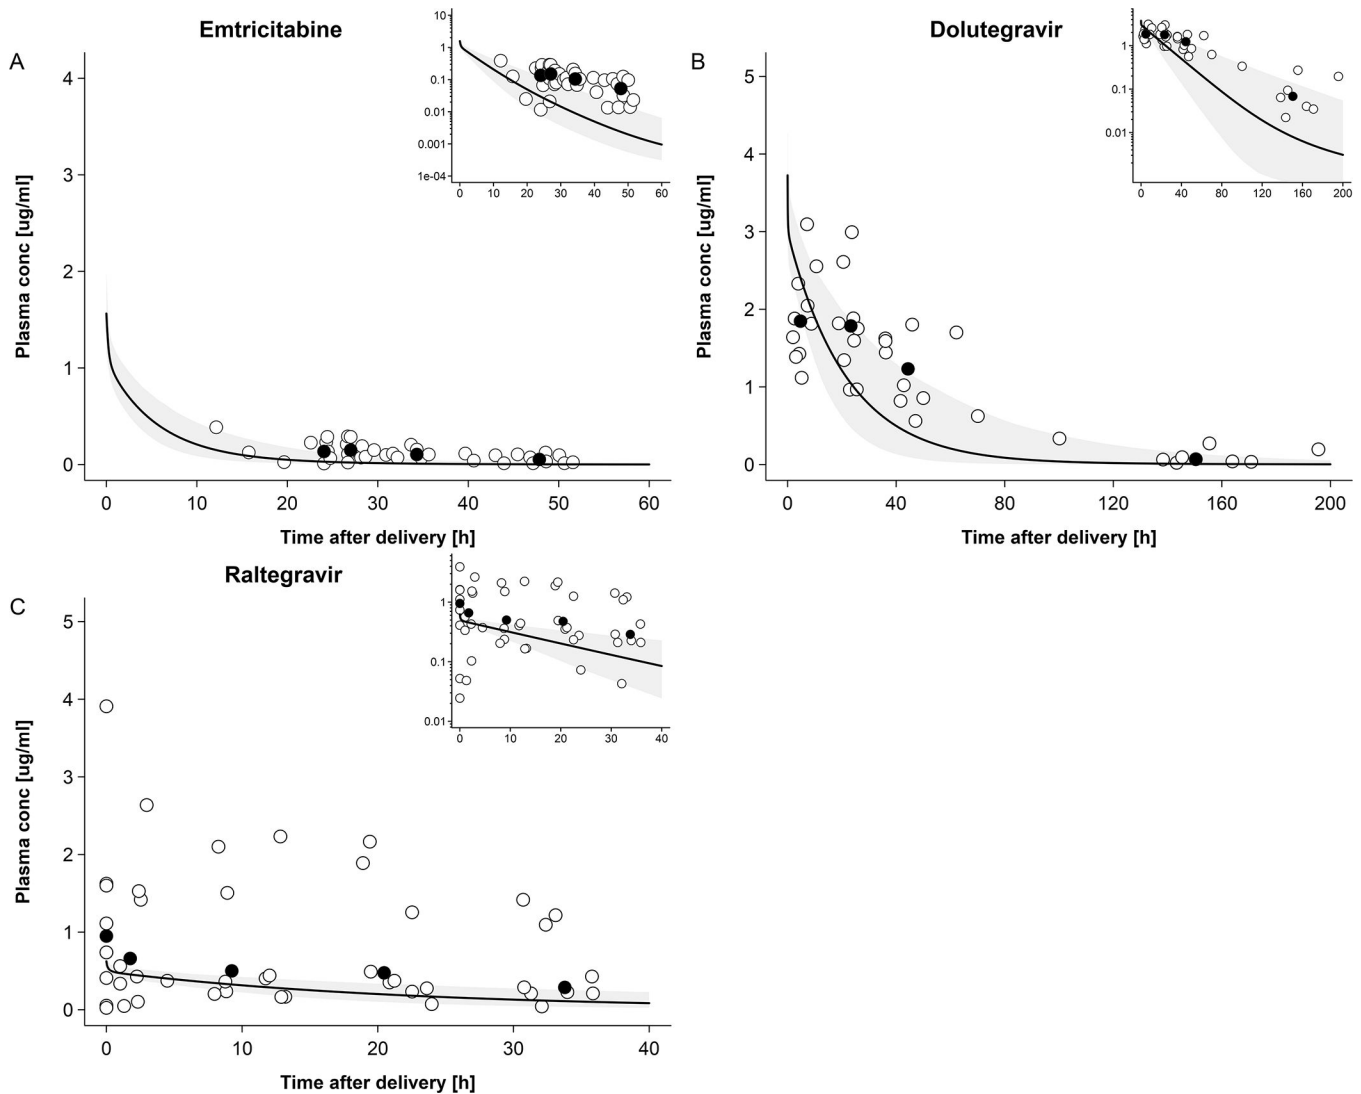 Emtricitabine
A
Plasma conc [ug/ml]
4
3
2
1
0
0 10 20 30 40 50 60
Time after delivery [h]
10
1
0.1
0.01
0.001
1e-04
0 10 20 30 40 50 60
Dolutegravir
B
Plasma conc [ug/ml]
5
4
3
2
1
0
0 40 80 120 160 200
Time after delivery [h]
1
0.1
0.01
0 40 80 120 160 200
Raltegravir
C
Plasma conc [ug/ml]
5
4
3
2
1
0
0 10 20 30 40
Time after delivery [h]
1
0.1
0.01
0 10 20 30 40